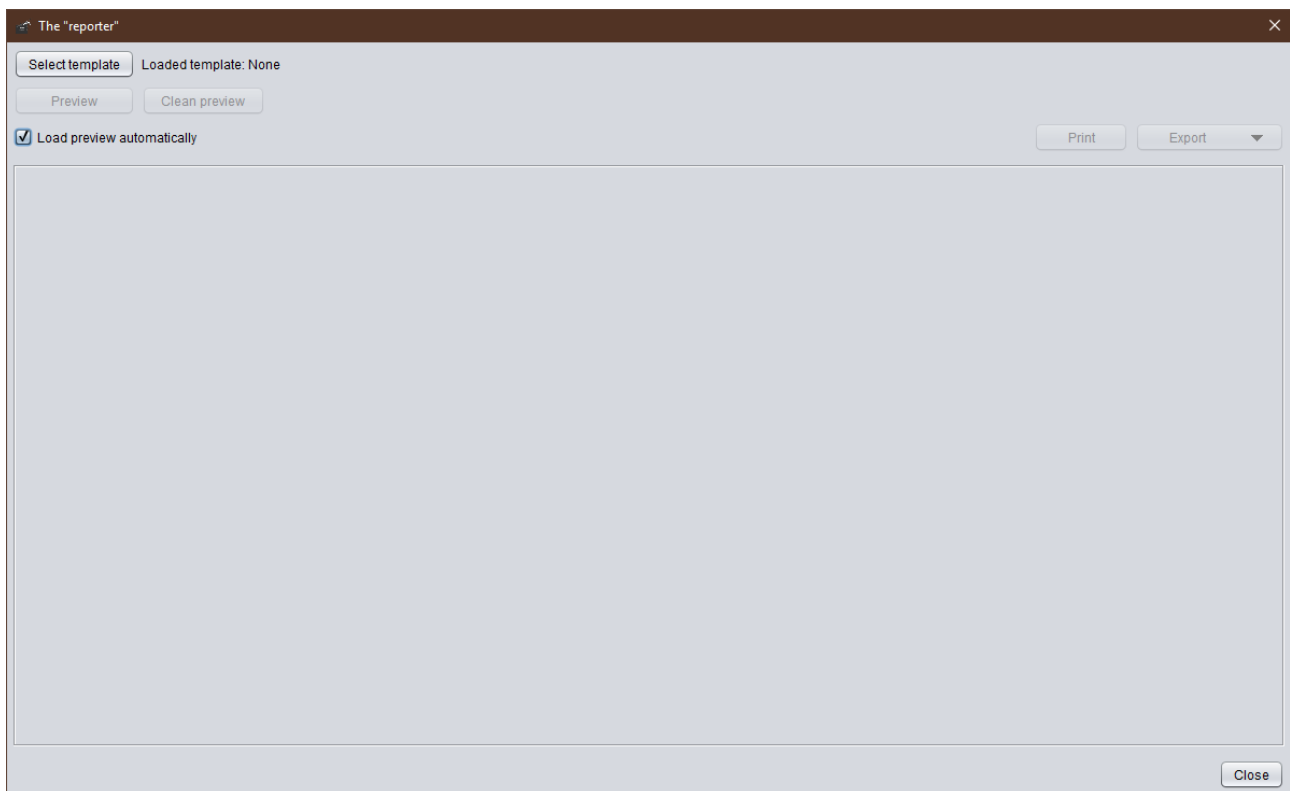 The "reporter"
Select template Loaded template: None
Preview Clean preview
Load preview automatically Print Export
Close